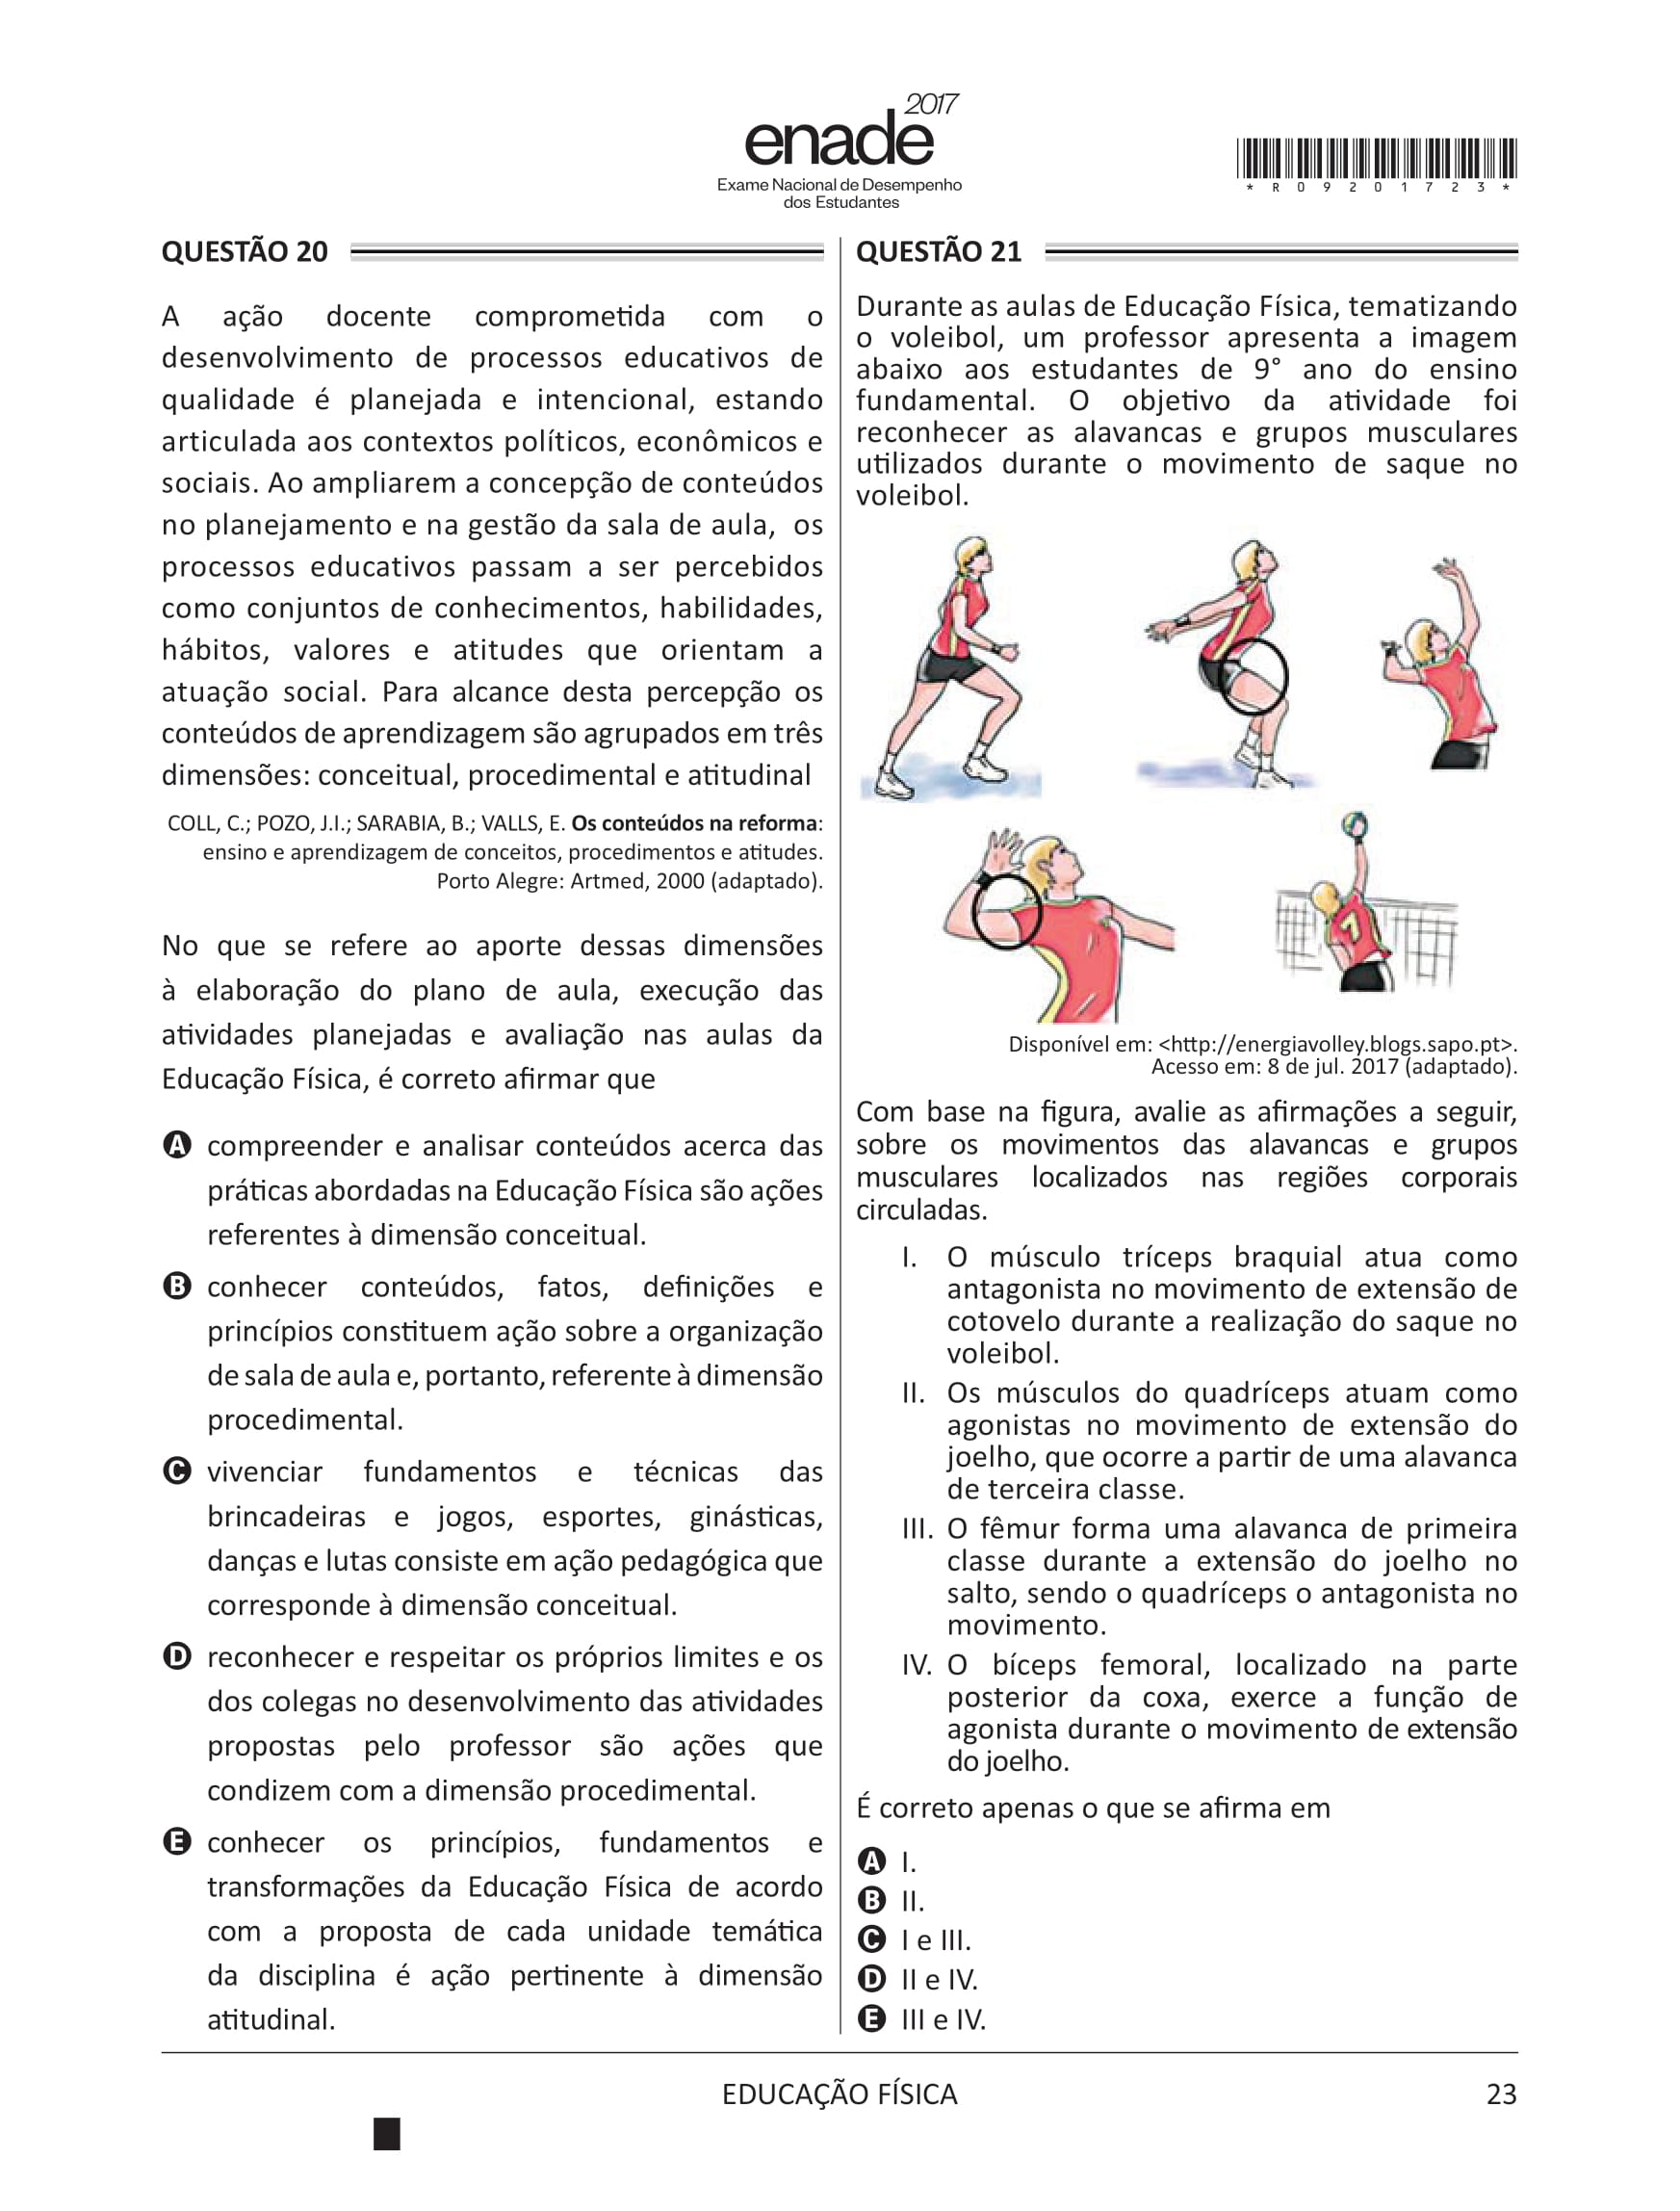 2017
enade
Exame Nacional de Desempenho
dos Estudantes
* R 0 9 2 0 1 7 2 3 *
QUESTÃO 20
A ação docente comprometida com o
desenvolvimento de processos educativos de
qualidade é planejada e intencional, estando
articulada aos contextos políticos, econômicos e
sociais. Ao ampliarem a concepção de conteúdos
no planejamento e na gestão da sala de aula, os
processos educativos passam a ser percebidos
como conjuntos de conhecimentos, habilidades,
hábitos, valores e atitudes que orientam a
atuação social. Para alcance desta percepção os
conteúdos de aprendizagem são agrupados em três
dimensões: conceitual, procedimental e atitudinal
COLL, C.; POZO, J.I.; SARABIA, B.; VALLS, E. Os conteúdos na reforma:
ensino e aprendizagem de conceitos, procedimentos e atitudes.
Porto Alegre: Artmed, 2000 (adaptado).
No que se refere ao aporte dessas dimensões
à elaboração do plano de aula, execução das
atividades planejadas e avaliação nas aulas da
Educação Física, é correto afirmar que
A compreender e analisar conteúdos acerca das
práticas abordadas na Educação Física são ações
referentes à dimensão conceitual.
B conhecer conteúdos, fatos, definições e
princípios constituem ação sobre a organização
de sala de aula e, portanto, referente à dimensão
procedimental.
C vivenciar fundamentos e técnicas das
brincadeiras e jogos, esportes, ginásticas,
danças e lutas consiste em ação pedagógica que
corresponde à dimensão conceitual.
D reconhecer e respeitar os próprios limites e os
dos colegas no desenvolvimento das atividades
propostas pelo professor são ações que
condizem com a dimensão procedimental.
E conhecer os princípios, fundamentos e
transformações da Educação Física de acordo
com a proposta de cada unidade temática
da disciplina é ação pertinente à dimensão
atitudinal.
QUESTÃO 21
Durante as aulas de Educação Física, tematizando
o voleibol, um professor apresenta a imagem
abaixo aos estudantes de 9° ano do ensino
fundamental. O objetivo da atividade foi
reconhecer as alavancas e grupos musculares
utilizados durante o movimento de saque no
voleibol.
7
Disponível em: <http://energiavolley.blogs.sapo.pt>.
Acesso em: 8 de jul. 2017 (adaptado).
Com base na figura, avalie as afirmações a seguir,
sobre os movimentos das alavancas e grupos
musculares localizados nas regiões corporais
circuladas.
I. O músculo tríceps braquial atua como
antagonista no movimento de extensão de
cotovelo durante a realização do saque no
voleibol.
II. Os músculos do quadríceps atuam como
agonistas no movimento de extensão do
joelho, que ocorre a partir de uma alavanca
de terceira classe.
III. O fêmur forma uma alavanca de primeira
classe durante a extensão do joelho no
salto, sendo o quadríceps o antagonista no
movimento.
IV. O bíceps femoral, localizado na parte
posterior da coxa, exerce a função de
agonista durante o movimento de extensão
do joelho.
É correto apenas o que se afirma em
A I.
B II.
C I e III.
D II e IV.
E III e IV.
EDUCAÇÃO FÍSICA
23